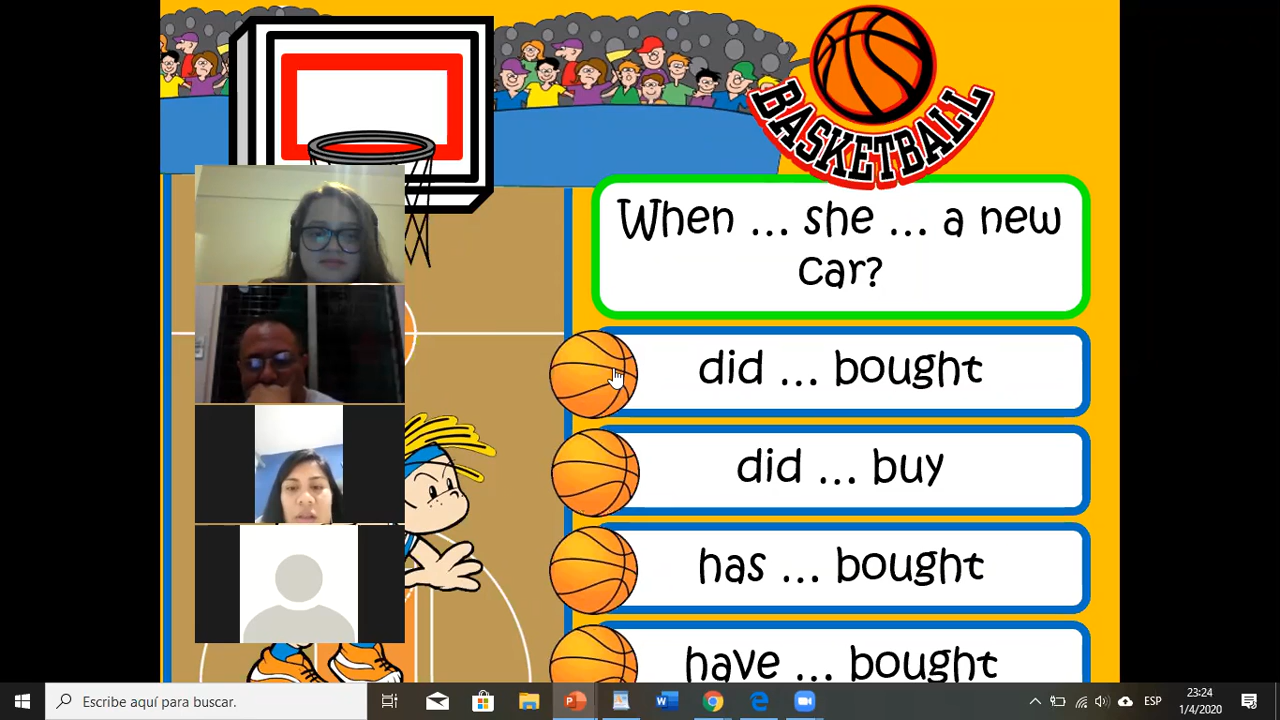 BASKETBALL
When ... she ... a new
car?
did ... bought
did ... buy
has ... bought
have ... bought
Escribe aquí para buscar.
ESP
23:24
1/4/2020